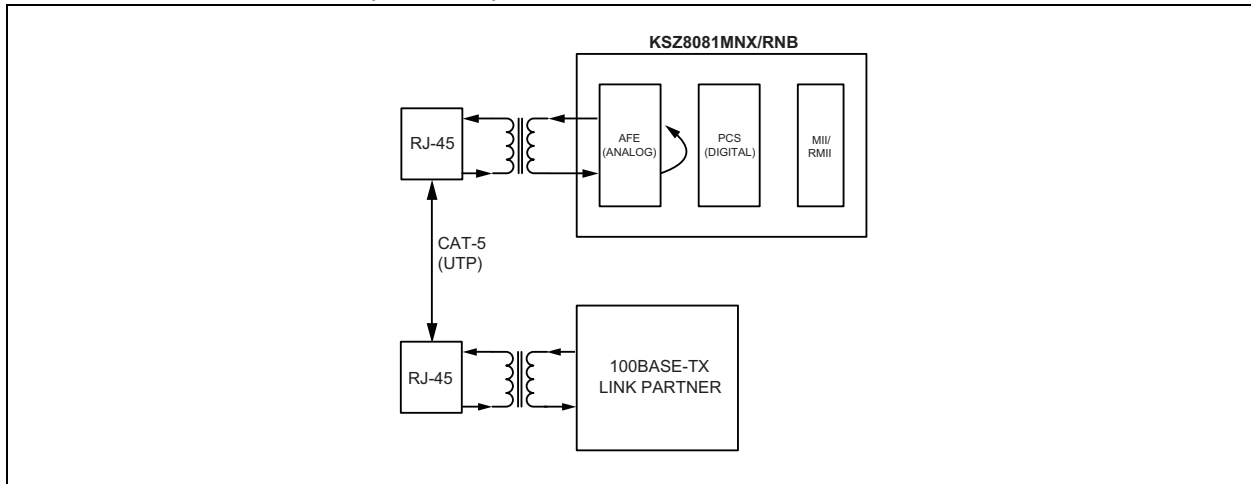 KSZ8081MNX/RNB
RJ-45
AFE
(ANALOG)
PCS
(DIGITAL)
MII/
RMII
CAT-5
(UTP)
RJ-45
100BASE-TX
LINK PARTNER